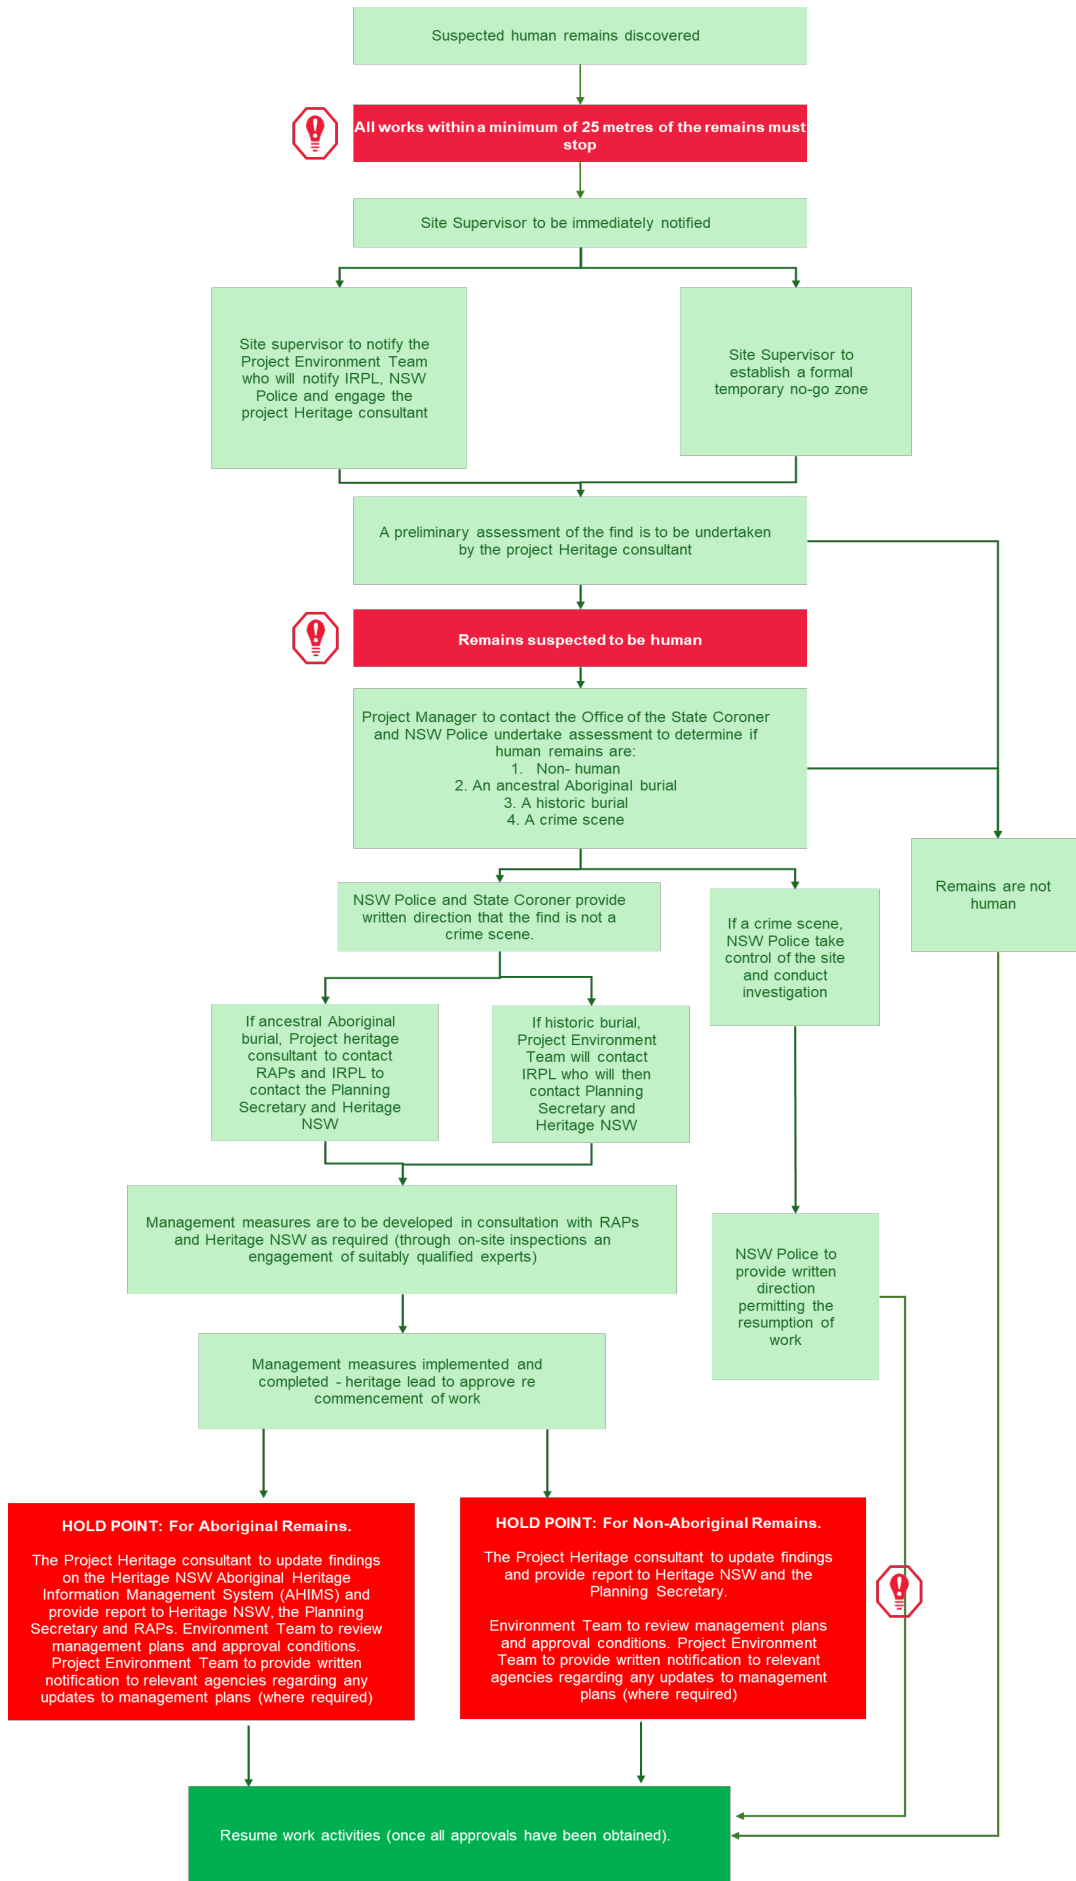 Suspected human remains discovered
All works within a minimum of 25 metres of the remains must
stop
Site Supervisor to be immediately notified
Site supervisor to notify the
Project Environment Team
who will notify IRPL, NSW
Police and engage the
project Heritage consultant
Site Supervisor to
establish a formal
temporary no-go zone
A preliminary assessment of the find is to be undertaken
by the project Heritage consultant
Remains suspected to be human
Project Manager to contact the Office of the State Coroner
and NSW Police undertake assessment to determine if
human remains are:
1. Non- human
2. An ancestral Aboriginal burial
3. A historic burial
4. A crime scene
Remains are not
human
NSW Police and State Coroner provide
written direction that the find is not a
crime scene.
If a crime scene,
NSW Police take
control of the site
and conduct
investigation
If ancestral Aboriginal
burial, Project heritage
consultant to contact
RAPs and IRPL to
contact the Planning
Secretary and Heritage
NSW
If historic burial,
Project Environment
Team will contact
IRPL who will then
contact Planning
Secretary and
Heritage NSW
Management measures are to be developed in consultation with RAPs
and Heritage NSW as required (through on-site inspections an
engagement of suitably qualified experts)
NSW Police to
provide written
direction
permitting the
resumption of
work
Management measures implemented and
completed - heritage lead to approve re
commencement of work
HOLD POINT: For Aboriginal Remains.
The Project Heritage consultant to update findings
on the Heritage NSW Aboriginal Heritage
Information Management System (AHIMS) and
provide report to Heritage NSW, the Planning
Secretary and RAPs. Environment Team to review
management plans and approval conditions.
Project Environment Team to provide written
notification to relevant agencies regarding any
updates to management plans (where required)
HOLD POINT: For Non-Aboriginal Remains.
The Project Heritage consultant to update findings
and provide report to Heritage NSW and the
Planning Secretary.
Environment Team to review management plans
and approval conditions. Project Environment
Team to provide written notification to relevant
agencies regarding any updates to management
plans (where required)
Resume work activities (once all approvals have been obtained).